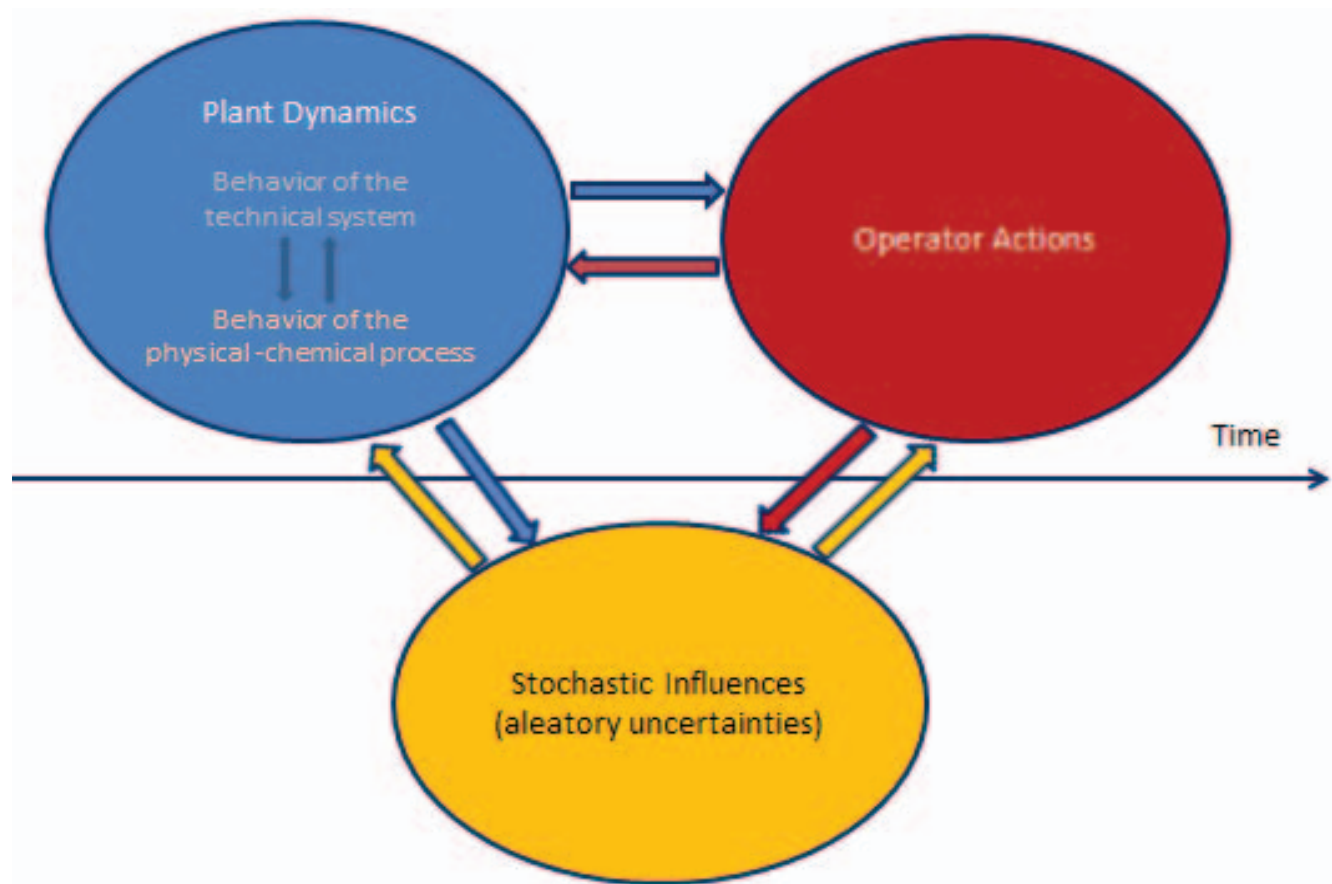 Plant Dynamics
Behavior of the
technical system
Behavior of the
physical-chemical process
Operator Actions
Time
Stochastic Influences
(aleatory uncertainties)